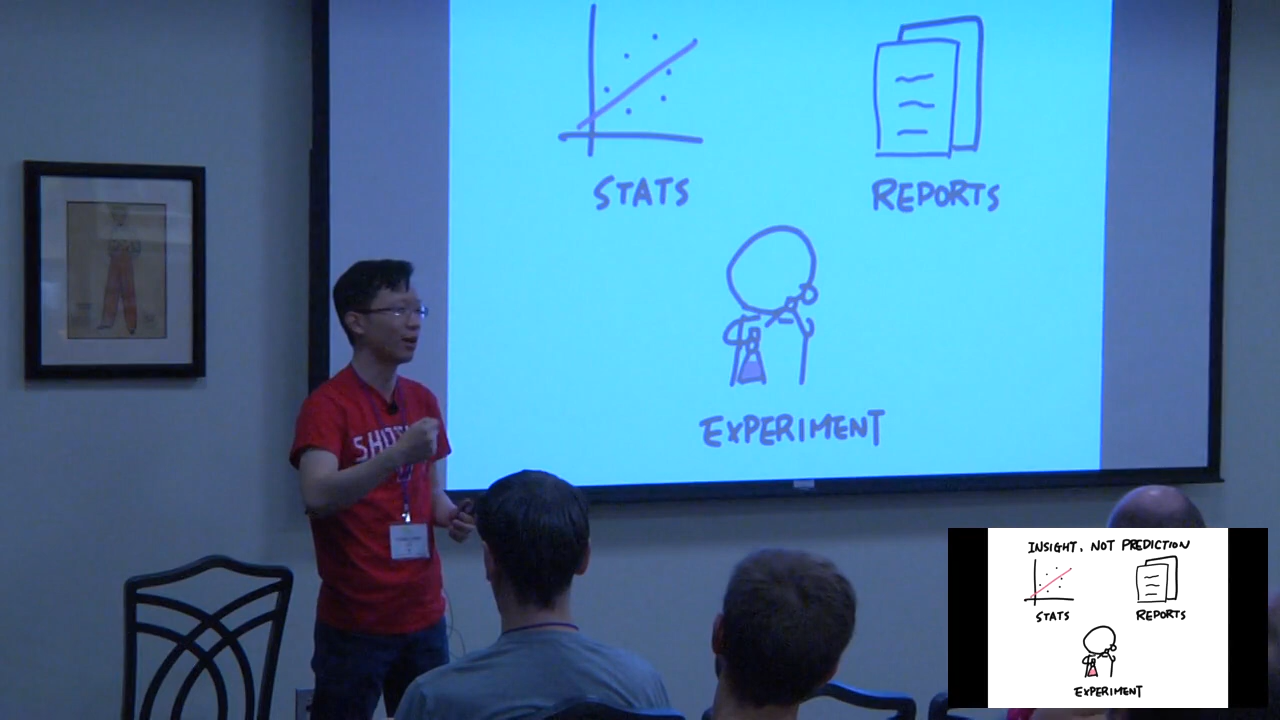 STATS
REPORTS
EXPERIMENT
INSIGHT, NOT PREDICTION
STATS
REPORTS
EXPERIMENT